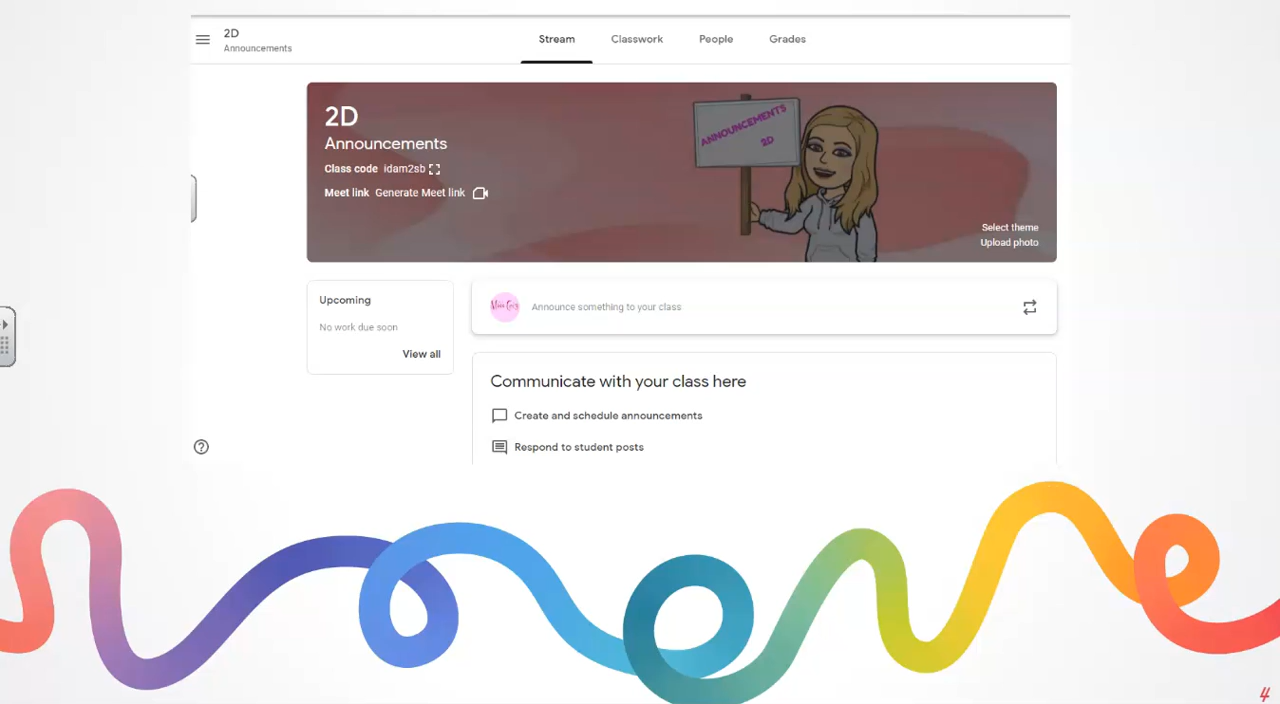 2D
Announcements
Stream
Classwork
People
Grades
2D
Announcements
Class code idam2sb
Meet link Generate Meet link
ANNOUNCEMENTS
2D
Select theme
Upload photo
Upcoming
No work due soon
View all
Announce something to your class
Communicate with your class here
Create and schedule announcements
Respond to student posts
4